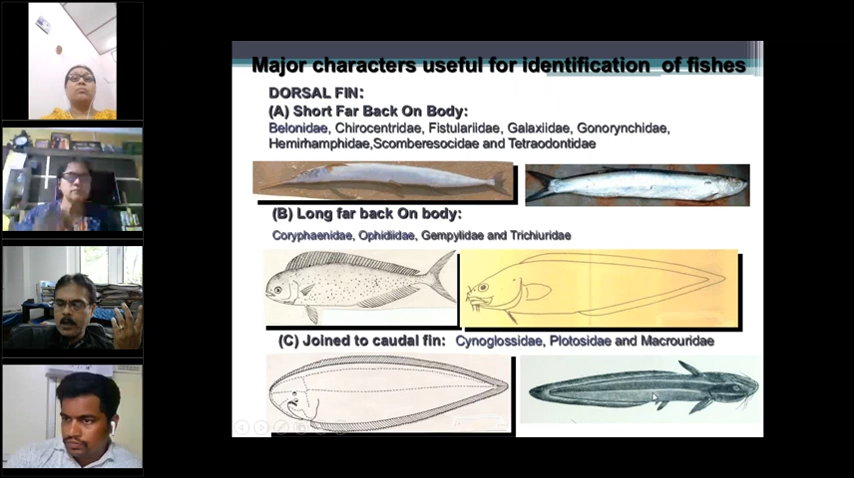 Major characters useful for identification of fishes
DORSAL FIN:
(A) Short Far Back On Body:
Belonidae, Chirocentridae, Fistulariidae, Galaxiidae, Gonorynchidae,
Hemirhamphidae,Scomberesocidae and Tetraodontidae
(B) Long far back On body:
Coryphaenidae, Ophidiidae, Gempylidae and Trichiuridae
(C) Joined to caudal fin: Cynoglossidae, Plotosidae and Macrouridae